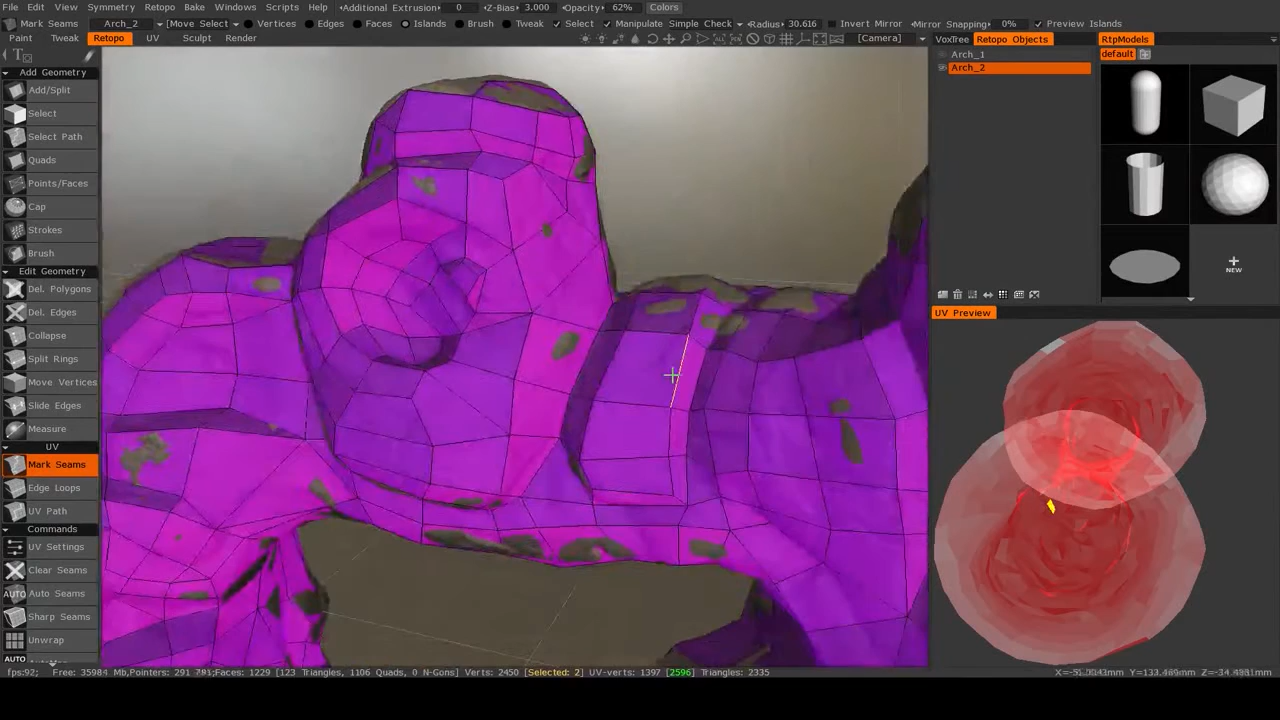 File Edit View Symmetry Retopo Bake Windows Scripts Help Additional Extrusion 0 Z-Bias 3.000 Opacity 62% Colors
Mark Seams Arch_2 [Move Select] Vertices Edges Faces Islands Brush Tweak Select Manipulate Simple Check Radius 30.616 Invert Mirror Mirror Snapping 0% Preview Islands
Paint Tweak Retopo UV Sculpt Render [Camera] VoxTree Retopo Objects RtpModels
Add Geometry
Add/Split
Select
Select Path
Quads
Points/Faces
Cap
Strokes
Brush
Edit Geometry
Del. Polygons
Del. Edges
Collapse
Split Rings
Move Vertices
Slide Edges
Measure
UV
Mark Seams
Edge Loops
UV Path
Commands
UV Settings
Clear Seams
AUTO Auto Seams
Sharp Seams
Unwrap
AUTO
Arch_1
Arch_2
default
NEW
UV Preview
fps:92; Free: 35984 Mb,Pointers: 291 Faces: 1229 [123 Triangles, 1106 Quads, 0 N-Gons] Verts: 2450 [Selected: 2] UV-verts: 1397 [2596] Triangles: 2335